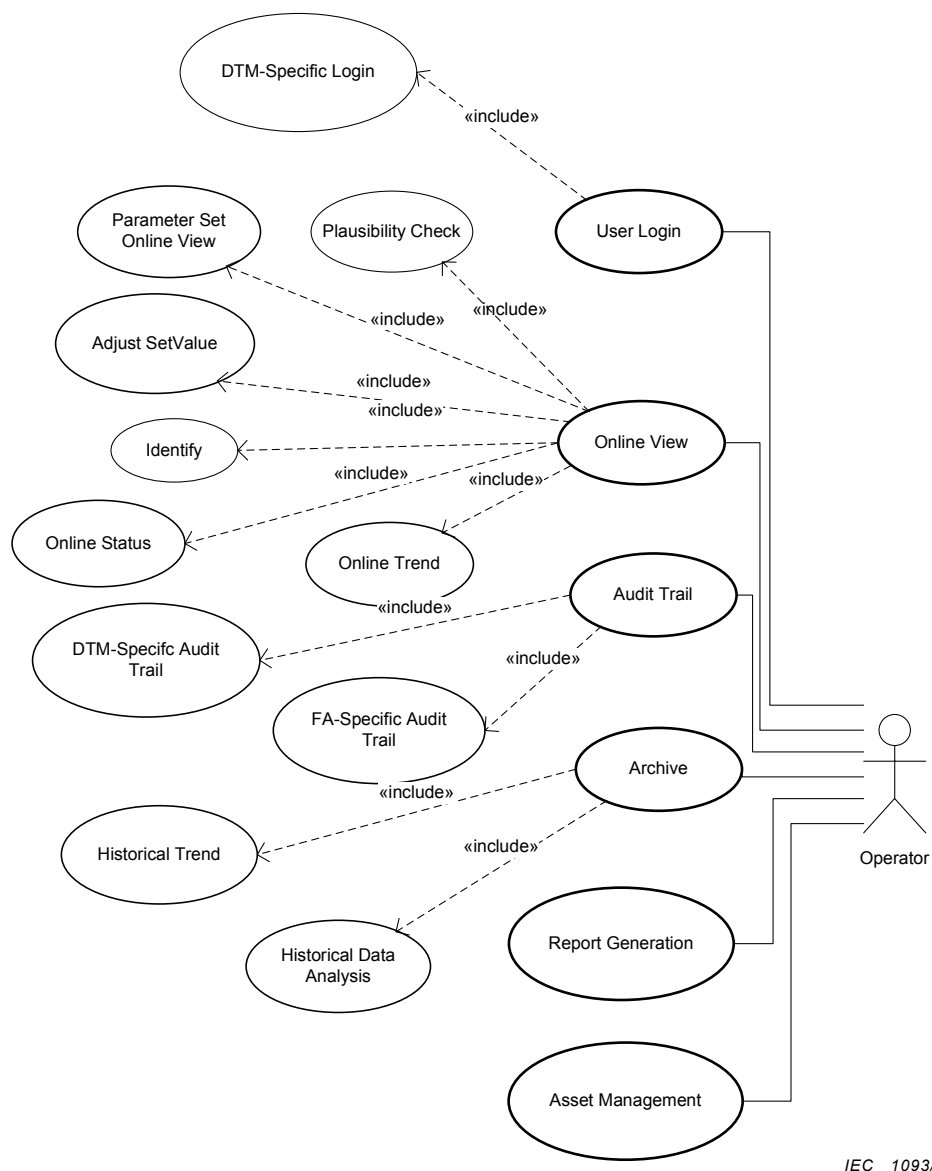 DTM-Specific Login
«include»
Parameter Set
Online View
Plausibility Check
User Login
«include»
«include»
Adjust SetValue
«include»
«include»
Identify
Online View
«include»
«include»
Online Status
Online Trend
Audit Trail
«include»
DTM-Specifc Audit
Trail
«include»
FA-Specific Audit
Trail
Archive
«include»
Historical Trend
«include»
Operator
Historical Data
Analysis
Report Generation
Asset Management
IEC 1093